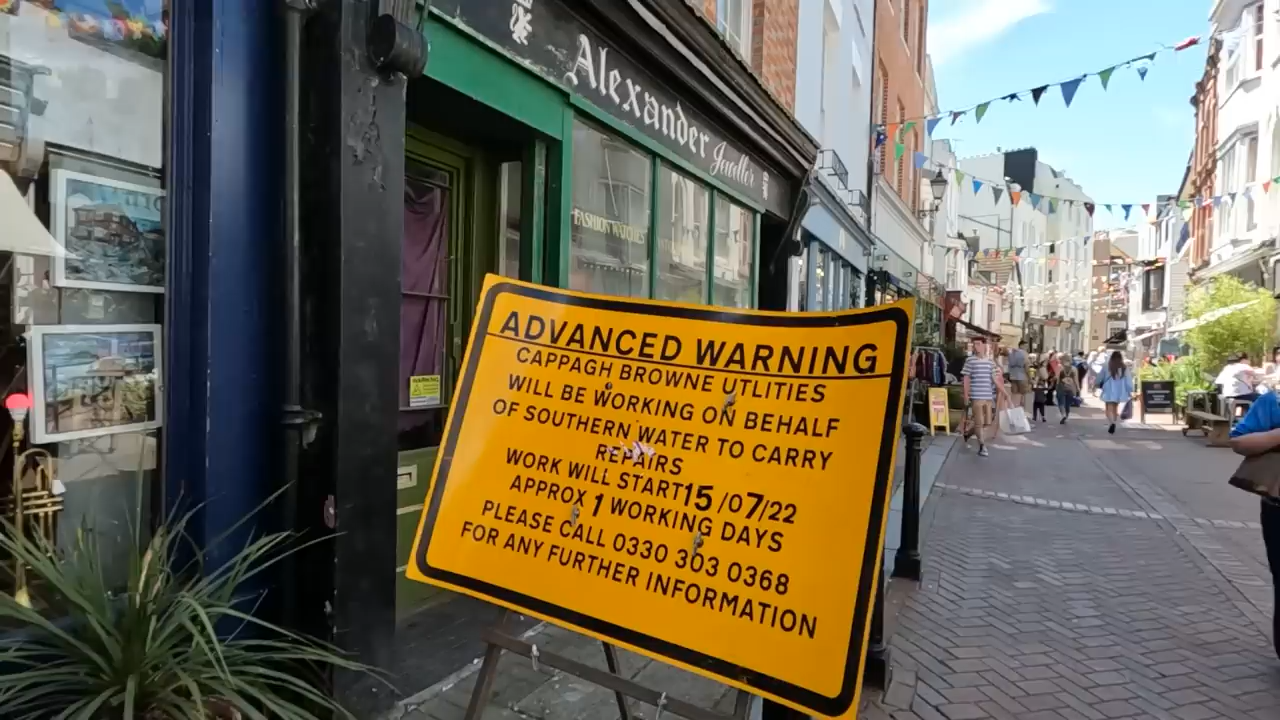 Alexander Jeweller
FASHION WATCHES
ADVANCED WARNING
CAPPAGH BROWNE UTLITIES
WILL BE WORKING ON BEHALF
OF SOUTHERN WATER TO CARRY
REPAIRS
WORK WILL START 15 /07/22
APPROX 1 WORKING DAYS
PLEASE CALL 0330 303 0368
FOR ANY FURTHER INFORMATION